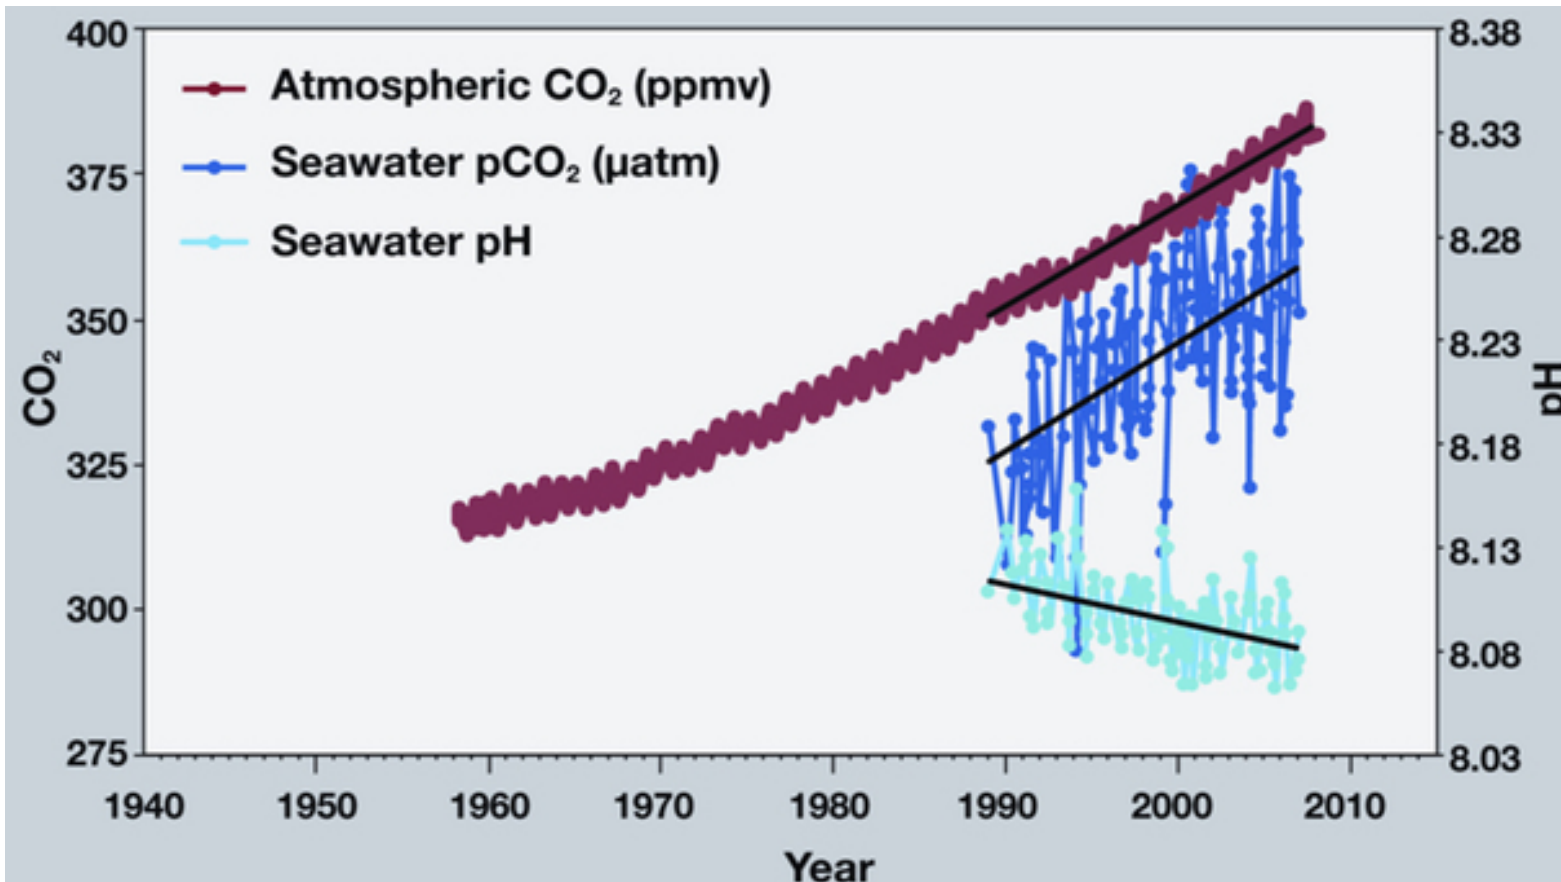 400
375
350
325
300
275
CO₂
Atmospheric CO₂ (ppmv)
Seawater pCO₂ (µatm)
Seawater pH
8.38
8.33
8.28
8.23
8.18
8.13
8.08
8.03
pH
1940 1950 1960 1970 1980 1990 2000 2010
Year